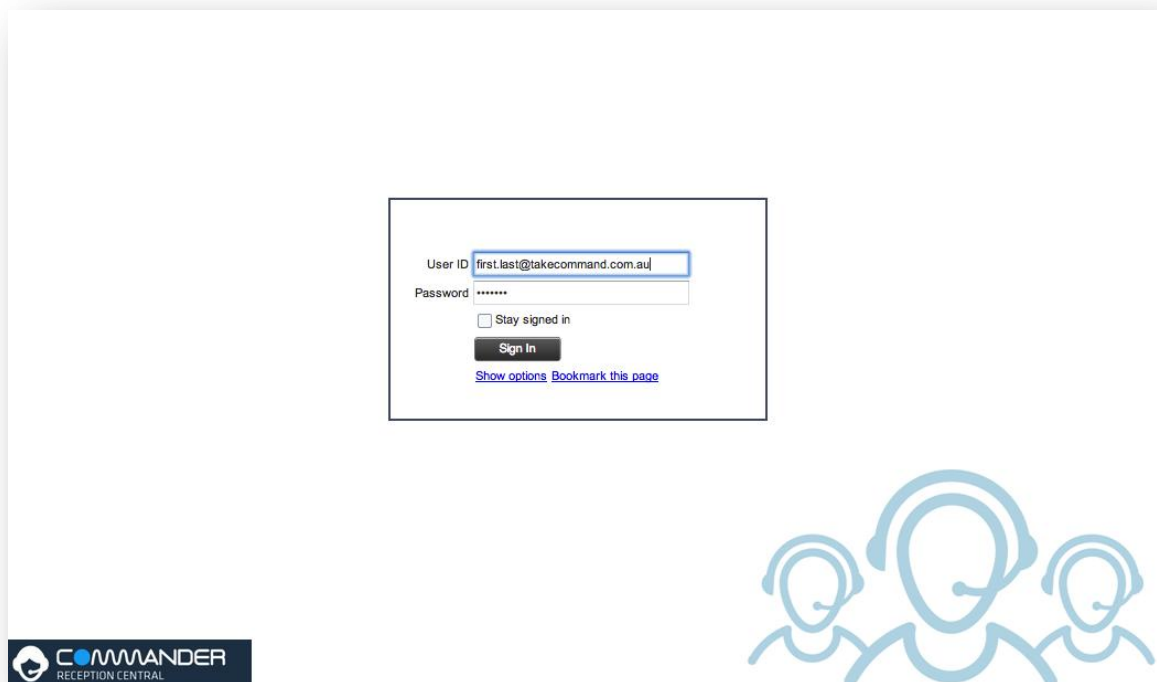 User ID first.last@takecommand.com.au
Password •••••••
Stay signed in
Sign In
Show options Bookmark this page
COMMANDER
RECEPTION CENTRAL